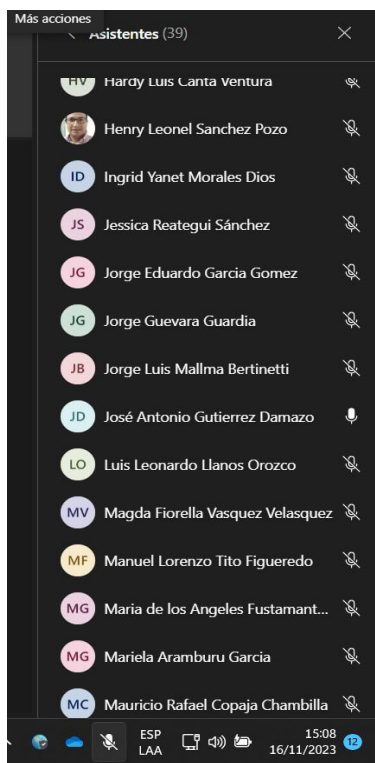 Más acciones
Asistentes (39)
HV Hardy Luis Canta Ventura
Henry Leonel Sanchez Pozo
ID Ingrid Yanet Morales Dios
JS Jessica Reategui Sánchez
JG Jorge Eduardo Garcia Gomez
JG Jorge Guevara Guardia
JB Jorge Luis Mallma Bertinetti
JD José Antonio Gutierrez Damazo
LO Luis Leonardo Llanos Orozco
MV Magda Fiorella Vasquez Velasquez
MF Manuel Lorenzo Tito Figueredo
MG Maria de los Angeles Fustamant...
MG Mariela Aramburu Garcia
MC Mauricio Rafael Copaja Chambilla
ESP 15:08
LAA 16/11/2023 12